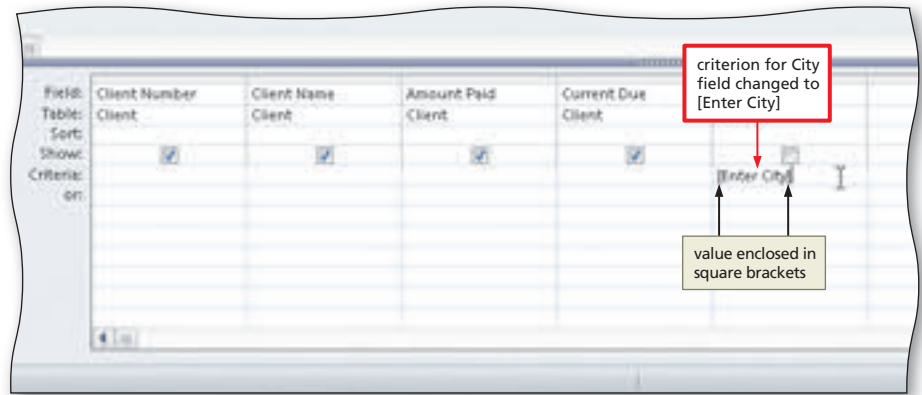 criterion for City
field changed to
[Enter City]
Field: Client Number Client Name Amount Paid Current Due
Table: Client Client Client Client
Sort:
Show:
Criteria: [Enter City]
or:
value enclosed in
square brackets